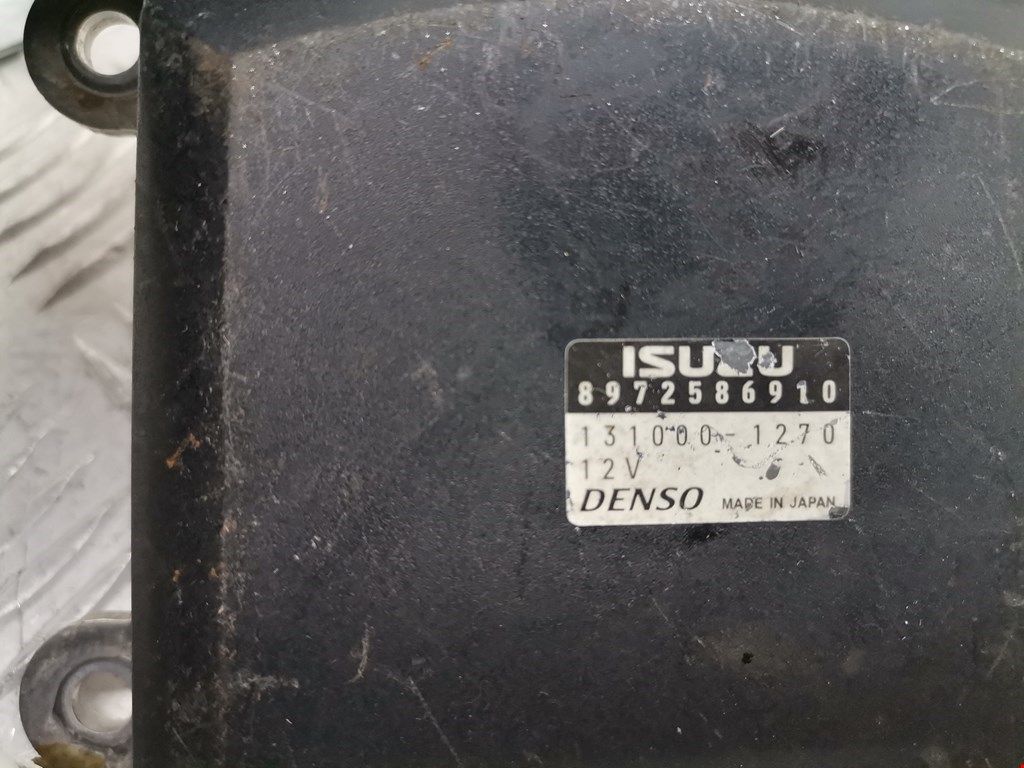 ISUZU
8972586910
131000-1270
12V
DENSO MADE IN JAPAN